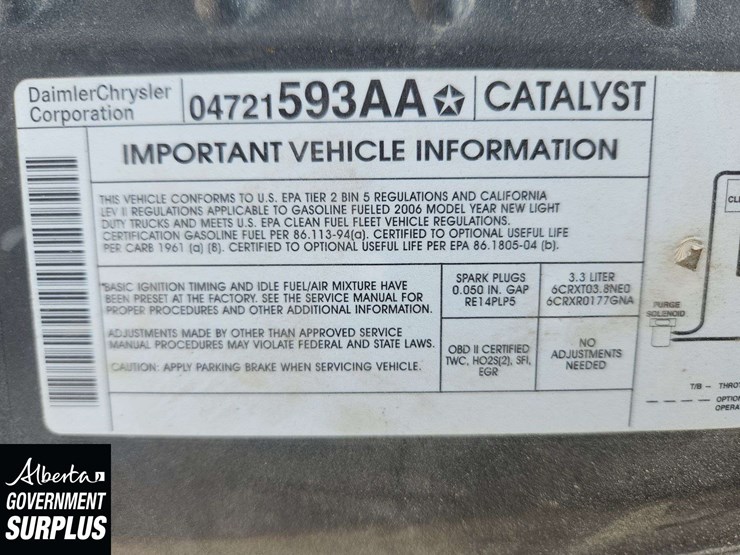 DaimlerChrysler
Corporation
04721593AA
CATALYST
IMPORTANT VEHICLE INFORMATION
THIS VEHICLE CONFORMS TO U.S. EPA TIER 2 BIN 5 REGULATIONS AND CALIFORNIA
LEV II REGULATIONS APPLICABLE TO GASOLINE FUELED 2006 MODEL YEAR NEW LIGHT
DUTY TRUCKS AND MEETS U.S. EPA CLEAN FUEL FLEET VEHICLE REGULATIONS.
CERTIFICATION GASOLINE FUEL PER 86.113-94(a). CERTIFIED TO OPTIONAL USEFUL LIFE
PER CARB 1961 (a) (8). CERTIFIED TO OPTIONAL USEFUL LIFE PER EPA 86.1805-04 (b).
BASIC IGNITION TIMING AND IDLE FUEL/AIR MIXTURE HAVE
BEEN PRESET AT THE FACTORY. SEE THE SERVICE MANUAL FOR
PROPER PROCEDURES AND OTHER ADDITIONAL INFORMATION.
ADJUSTMENTS MADE BY OTHER THAN APPROVED SERVICE
MANUAL PROCEDURES MAY VIOLATE FEDERAL AND STATE LAWS.
CAUTION: APPLY PARKING BRAKE WHEN SERVICING VEHICLE.
SPARK PLUGS
0.050 IN. GAP
RE14PLP5
3.3 LITER
6CRXT03.8NE0
6CRXR0177GNA
OBD II CERTIFIED
TWC, HO2S(2), SFI,
EGR
NO
ADJUSTMENTS
NEEDED
CL
PURGE
SOLENOID
T/B - THRO
OPTIO
OPERA
Alberta
GOVERNMENT
SURPLUS